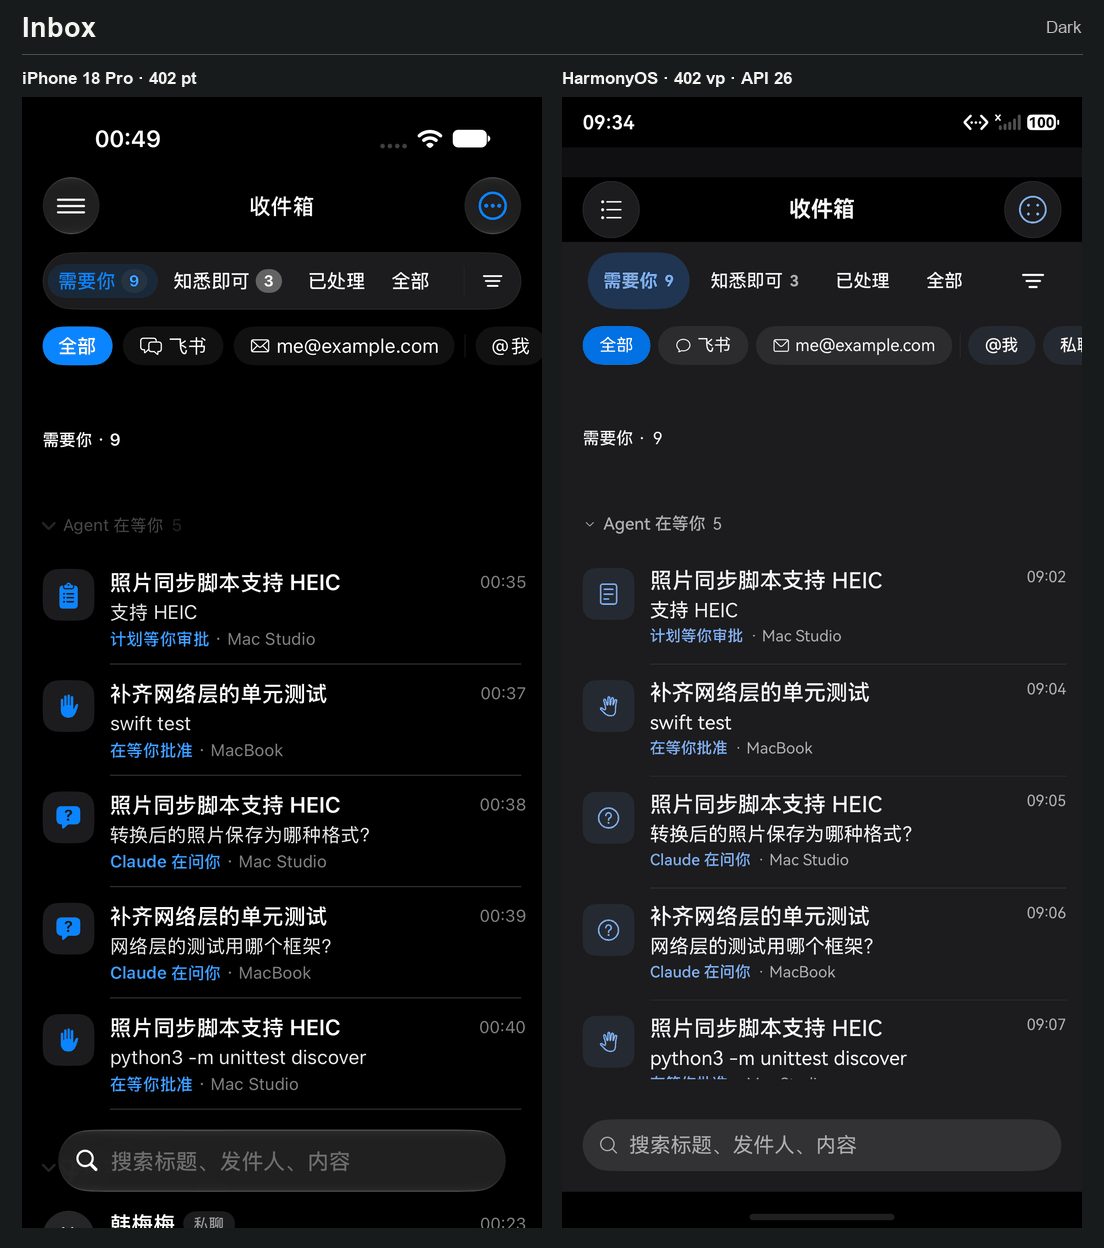 Inbox
Dark
iPhone 18 Pro · 402 pt
00:49
收件箱
需要你 9 知悉即可 3 已处理 全部
全部 飞书 me@example.com @我
需要你 · 9
Agent 在等你 5
照片同步脚本支持 HEIC 00:35
支持 HEIC
计划等你审批 · Mac Studio
补齐网络层的单元测试 00:37
swift test
在等你批准 · MacBook
照片同步脚本支持 HEIC 00:38
转换后的照片保存为哪种格式？
Claude 在问你 · Mac Studio
补齐网络层的单元测试 00:39
网络层的测试用哪个框架？
Claude 在问你 · MacBook
照片同步脚本支持 HEIC 00:40
python3 -m unittest discover
在等你批准 · Mac Studio
搜索标题、发件人、内容
韩梅梅 私聊 00:23
HarmonyOS · 402 vp · API 26
09:34 100
收件箱
需要你 9 知悉即可 3 已处理 全部
全部 飞书 me@example.com @我 私
需要你 · 9
Agent 在等你 5
照片同步脚本支持 HEIC 09:02
支持 HEIC
计划等你审批 · Mac Studio
补齐网络层的单元测试 09:04
swift test
在等你批准 · MacBook
照片同步脚本支持 HEIC 09:05
转换后的照片保存为哪种格式？
Claude 在问你 · Mac Studio
补齐网络层的单元测试 09:06
网络层的测试用哪个框架？
Claude 在问你 · MacBook
照片同步脚本支持 HEIC 09:07
python3 -m unittest discover
搜索标题、发件人、内容